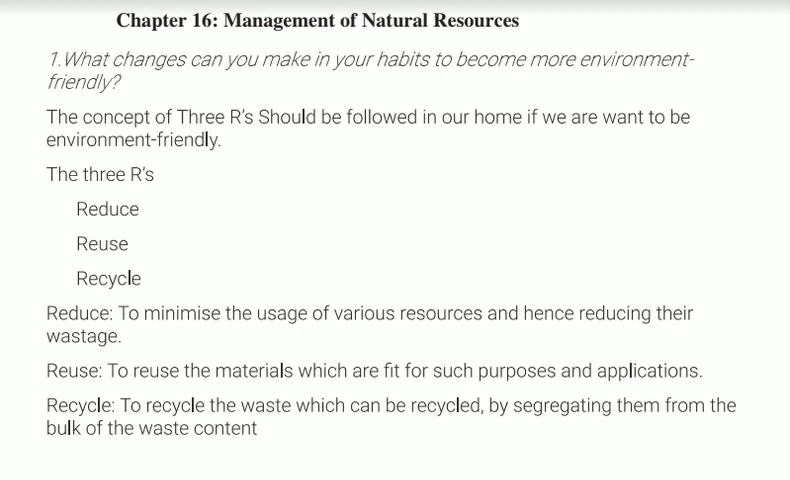 Chapter 16: Management of Natural Resources
1.What changes can you make in your habits to become more environment-
friendly?
The concept of Three R's Should be followed in our home if we are want to be
environment-friendly.
The three R's
Reduce
Reuse
Recycle
Reduce: To minimise the usage of various resources and hence reducing their
wastage.
Reuse: To reuse the materials which are fit for such purposes and applications.
Recycle: To recycle the waste which can be recycled, by segregating them from the
bulk of the waste content